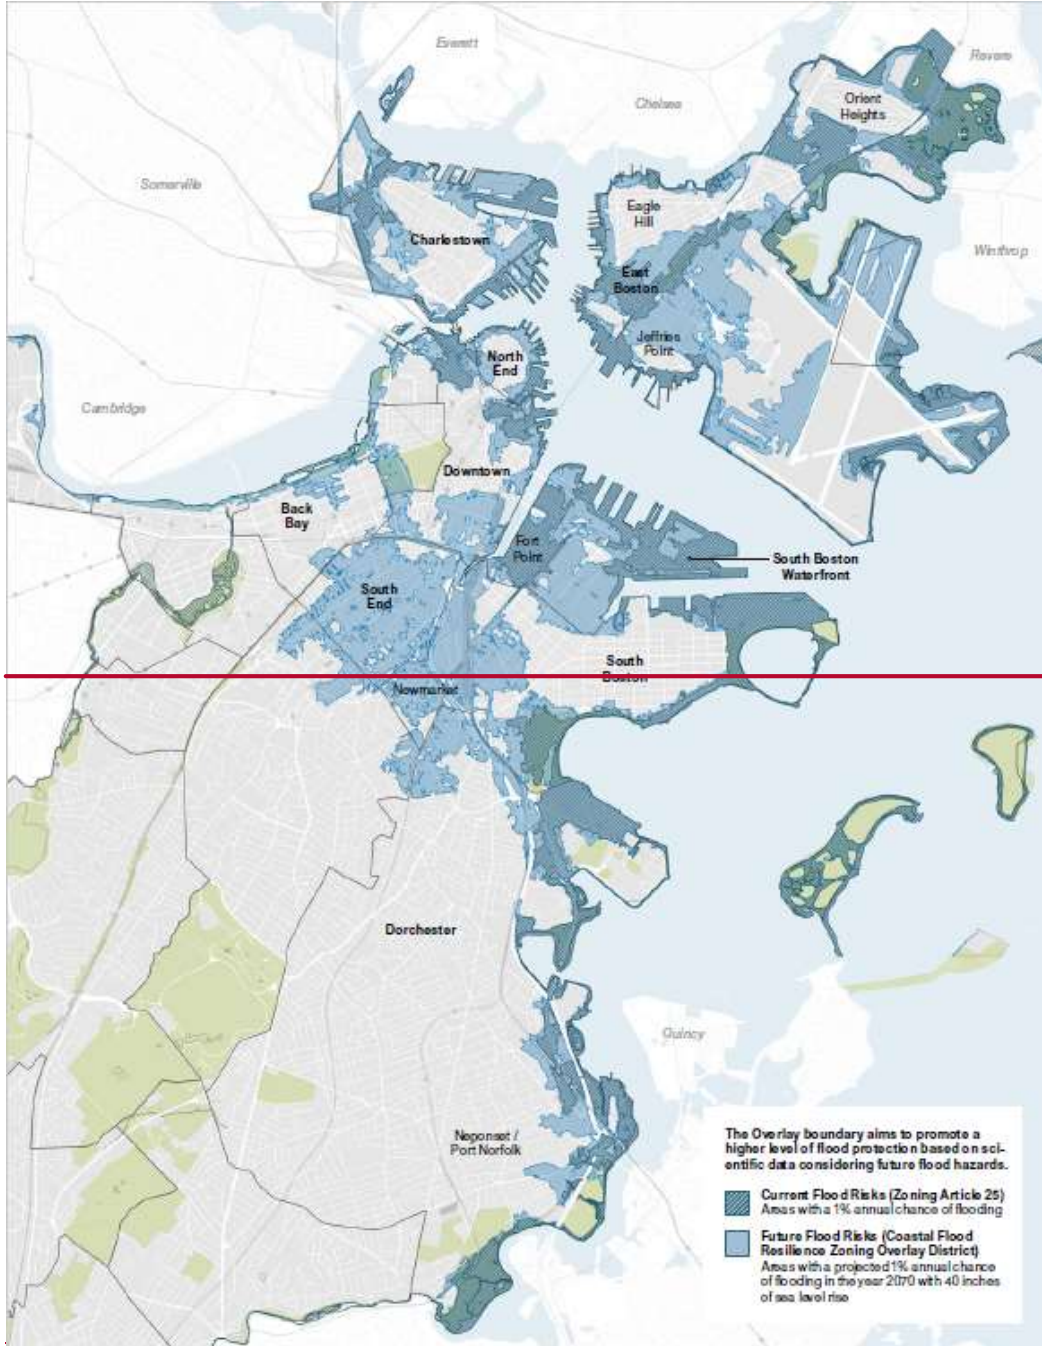 Everett
Revere
Orient
Heights
Chelsea
Somerville
Eagle
Hill
Charlestown
Winthrop
East
Boston
Jeffries
Point
North
End
Cambridge
Downtown
Back
Bay
Fort
Point
South Boston
Waterfront
South
End
South
Boston
Newmarket
Dorchester
Quincy
Neponset /
Port Norfolk
The Overlay boundary aims to promote a
higher level of flood protection based on sci-
entific data considering future flood hazards.
Current Flood Risks (Zoning Article 25)
Areas with a 1% annual chance of flooding
Future Flood Risks (Coastal Flood
Resilience Zoning Overlay District)
Areas with a projected 1% annual chance
of flooding in the year 2070 with 40 inches
of sea level rise